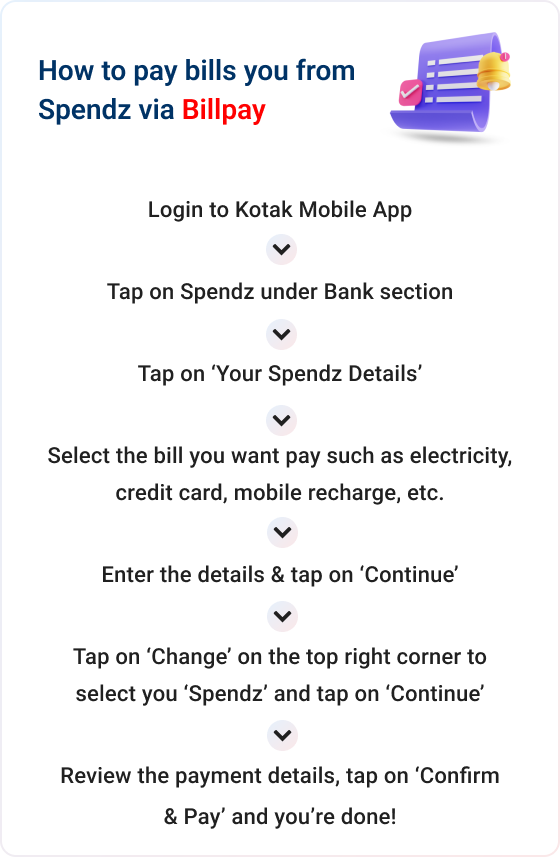 How to pay bills you from
Spendz via Billpay
Login to Kotak Mobile App
Tap on Spendz under Bank section
Tap on ‘Your Spendz Details’
Select the bill you want pay such as electricity,
credit card, mobile recharge, etc.
Enter the details & tap on ‘Continue’
Tap on ‘Change’ on the top right corner to
select you ‘Spendz’ and tap on ‘Continue’
Review the payment details, tap on ‘Confirm
& Pay’ and you’re done!